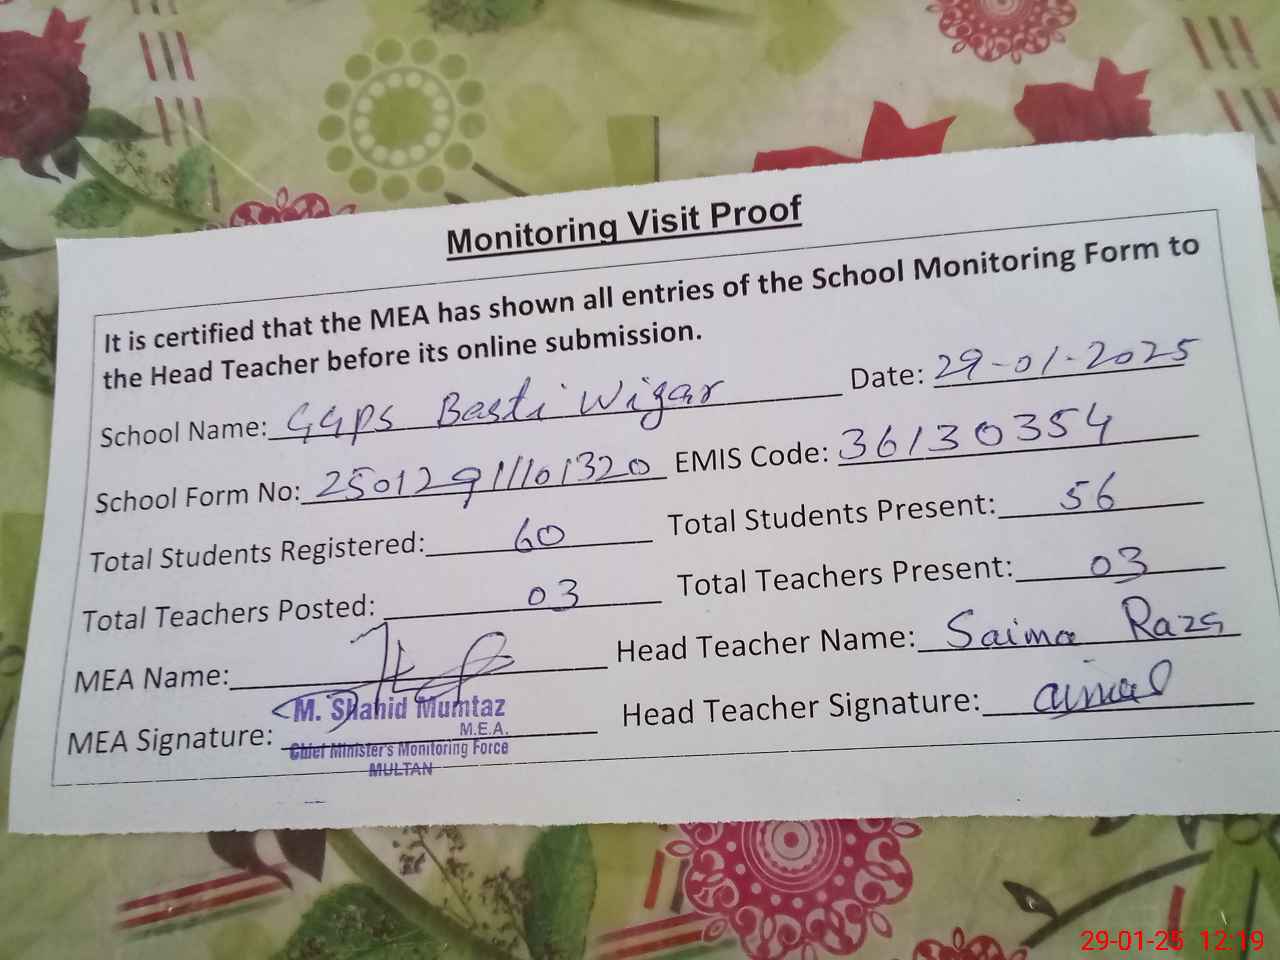 Monitoring Visit Proof
It is certified that the MEA has shown all entries of the School Monitoring Form to
the Head Teacher before its online submission.
School Name: GGPS Basti Wigar Date: 29-01-2025
School Form No: 25012911101320 EMIS Code: 36130354
Total Students Registered: 60 Total Students Present: 56
Total Teachers Posted: 03 Total Teachers Present: 03
MEA Name: Head Teacher Name: Saima Raza
M. Shahid Mumtaz
MEA Signature: M.E.A. Head Teacher Signature:
Chief Minister's Monitoring Force
MULTAN
29-01-25 12:19